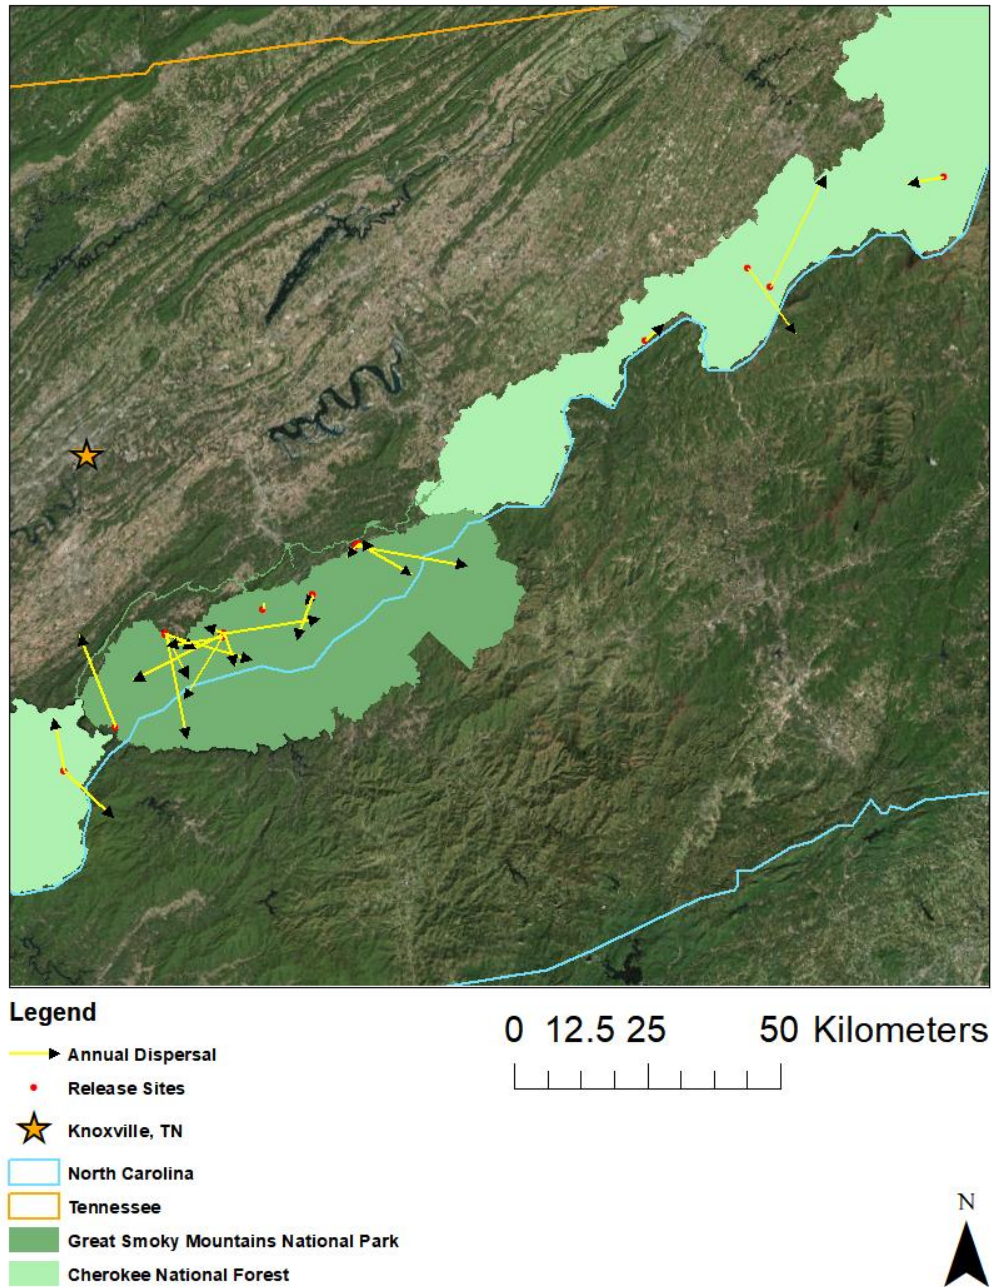 Legend
0 12.5 25 50 Kilometers
Annual Dispersal
Release Sites
Knoxville, TN
North Carolina
Tennessee
Great Smoky Mountains National Park
Cherokee National Forest
N